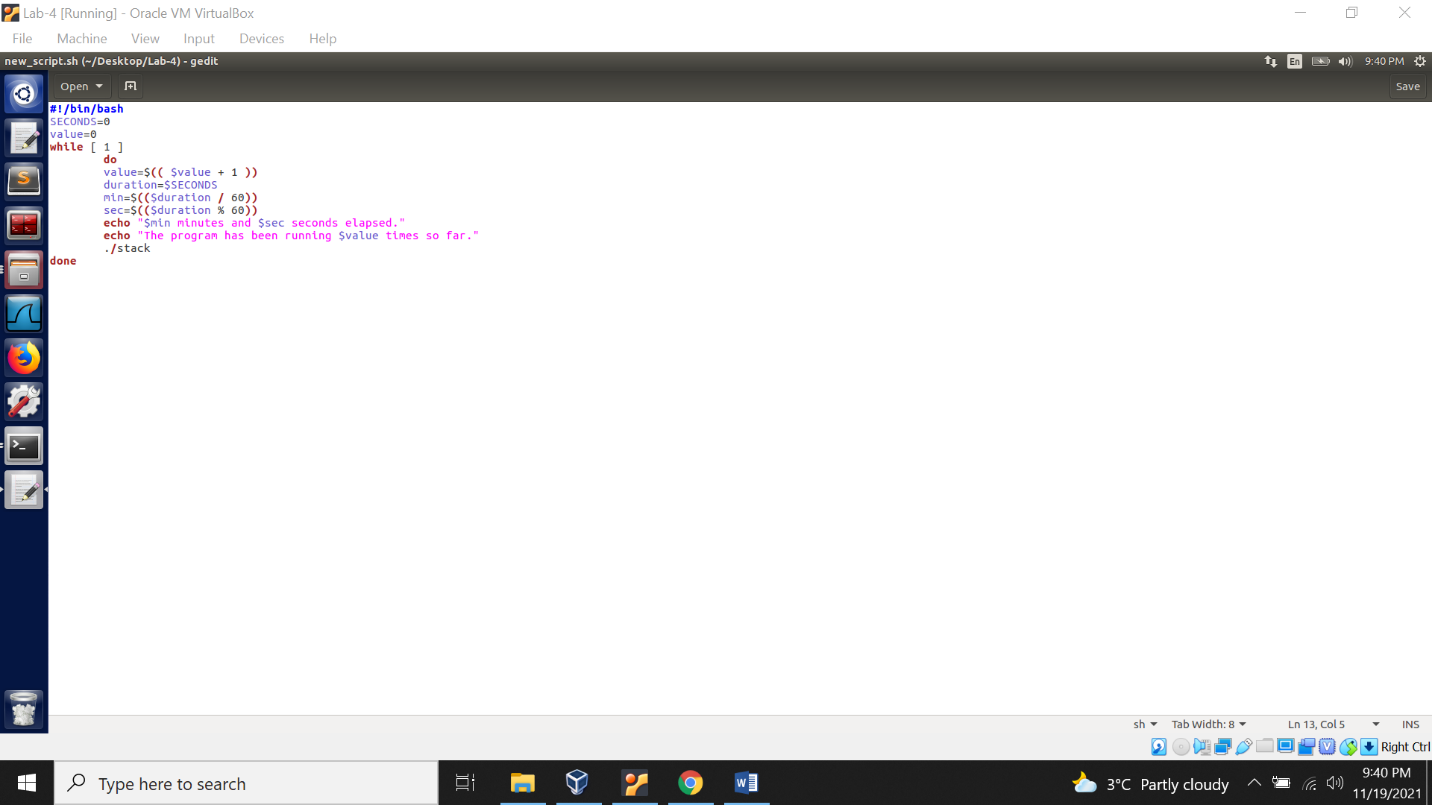 Lab-4 [Running] - Oracle VM VirtualBox
File Machine View Input Devices Help
new_script.sh (~/Desktop/Lab-4) - gedit
En
9:40 PM
Open
Save
#!/bin/bash
SECONDS=0
value=0
while [ 1 ]
do
value=$(( $value + 1 ))
duration=$SECONDS
min=$(($duration / 60))
sec=$(($duration % 60))
echo "$min minutes and $sec seconds elapsed."
echo "The program has been running $value times so far."
./stack
done
sh Tab Width: 8 Ln 13, Col 5 INS
Right Ctrl
Type here to search
3°C Partly cloudy
9:40 PM
11/19/2021